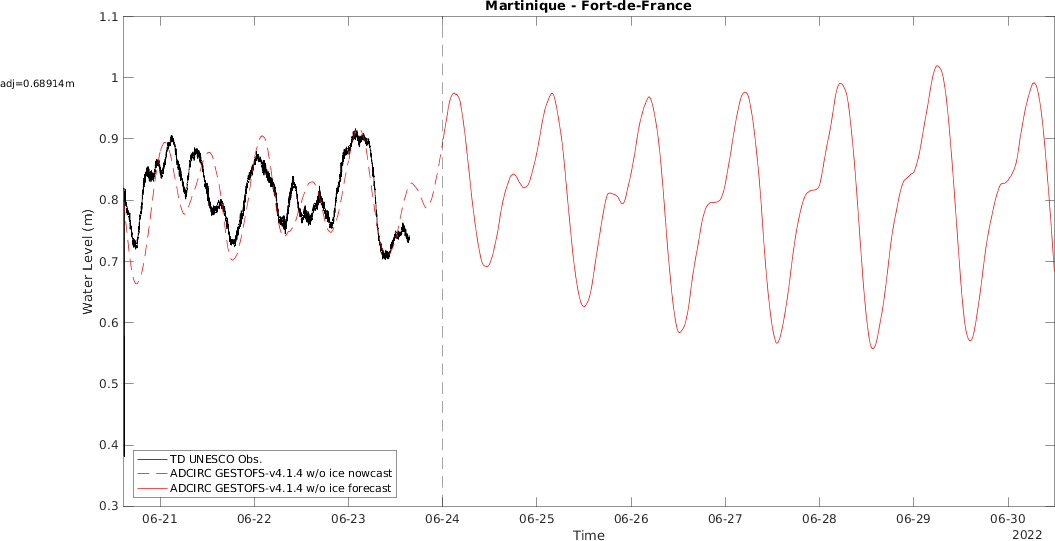 Martinique - Fort-de-France
adj=0.68914m
Water Level (m)
1.1
1
0.9
0.8
0.7
0.6
0.5
0.4
0.3
TD UNESCO Obs.
ADCIRC GESTOFS-v4.1.4 w/o ice nowcast
ADCIRC GESTOFS-v4.1.4 w/o ice forecast
06-21 06-22 06-23 06-24 06-25 06-26 06-27 06-28 06-29 06-30
Time
2022